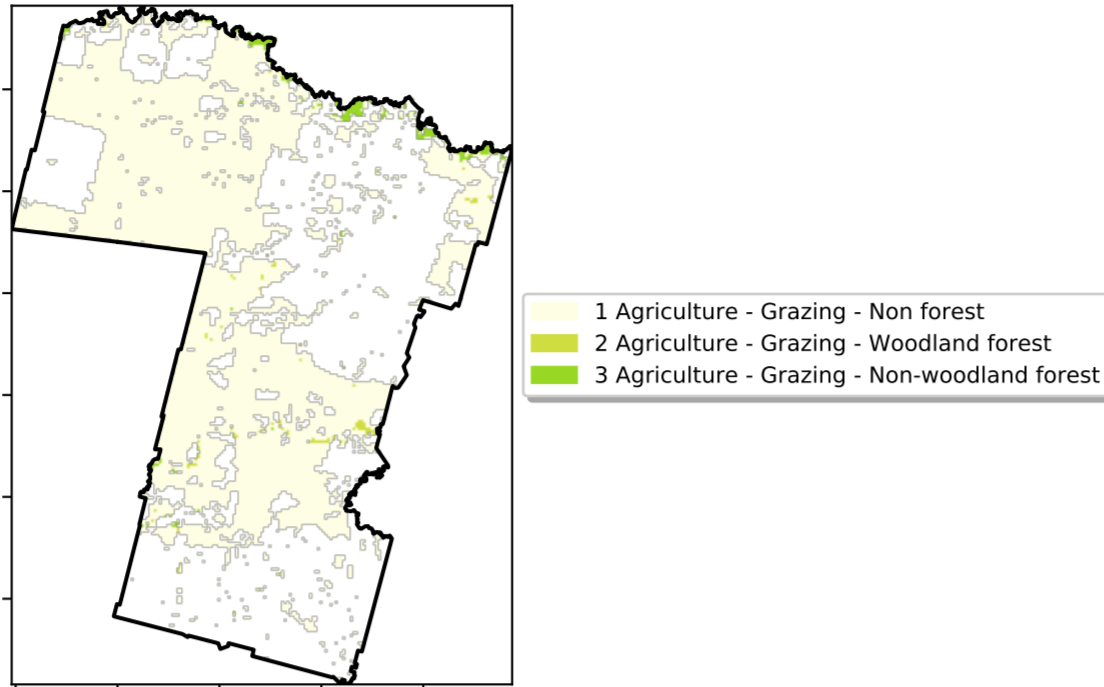 1 Agriculture - Grazing - Non forest
2 Agriculture - Grazing - Woodland forest
3 Agriculture - Grazing - Non-woodland forest